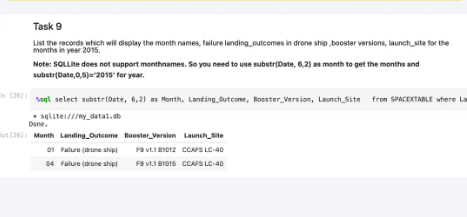 Task 9
List the records which will display the month names, failure landing_outcomes in drone ship ,booster versions, launch_site for the
months in year 2015.
Note: SQLLite does not support monthnames. So you need to use substr(Date, 6,2) as month to get the months and
substr(Date,0,5)='2015' for year.
In [26]: %sql select substr(Date, 6,2) as Month, Landing_Outcome, Booster_Version, Launch_Site from SPACEXTABLE where La
* sqlite:///my_data1.db
Done.
Out[26]: Month Landing_Outcome Booster_Version Launch_Site
01 Failure (drone ship) F9 v1.1 B1012 CCAFS LC-40
04 Failure (drone ship) F9 v1.1 B1015 CCAFS LC-40